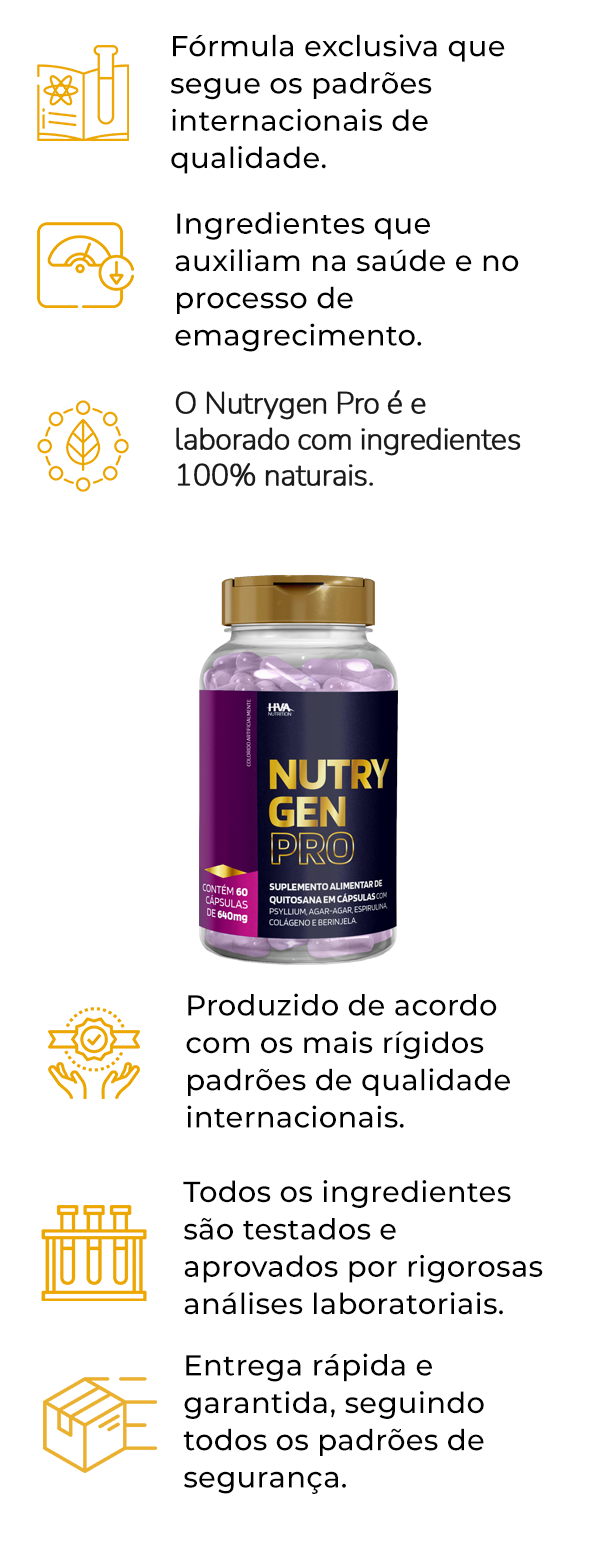 Fórmula exclusiva que
segue os padrões
internacionais de
qualidade.
Ingredientes que
auxiliam na saúde e no
processo de
emagrecimento.
O Nutrygen Pro é e
laborado com ingredientes
100% naturais.
COLORIDO ARTIFICIALMENTE
HVA
NUTRITION
NUTRY
GEN
PRO
CONTÉM 60
CÁPSULAS
DE 640mg
SUPLEMENTO ALIMENTAR DE
QUITOSANA EM CÁPSULAS COM
PSYLLIUM, AGAR-AGAR, ESPIRULINA,
COLÁGENO E BERINJELA.
Produzido de acordo
com os mais rígidos
padrões de qualidade
internacionais.
Todos os ingredientes
são testados e
aprovados por rigorosas
análises laboratoriais.
Entrega rápida e
garantida, seguindo
todos os padrões de
segurança.